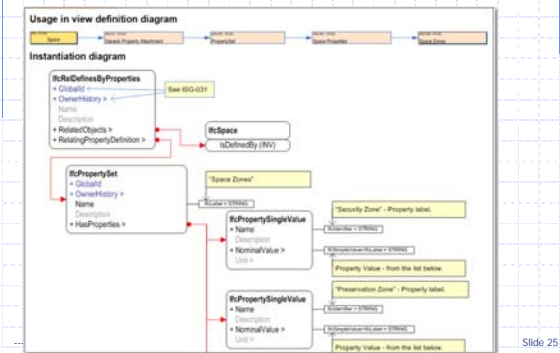 Usage in view definition diagram
Space
Generic Property Attachment
PropertySet
Space Properties
Space Zones
Instantiation diagram
IfcRelDefinesByProperties
+ GlobalId
+ OwnerHistory >
Name
Description
+ RelatedObjects >
+ RelatingPropertyDefinition >
See ISG-031
IfcSpace
IsDefinedBy (INV)
IfcPropertySet
+ GlobalId
+ OwnerHistory >
Name
Description
+ HasProperties >
"Space Zones"
IfcLabel = STRING
IfcPropertySingleValue
+ Name
Description
+ NominalValue >
Unit >
"Security Zone" - Property label.
IfcIdentifier = STRING
IfcSimpleValue=IfcLabel = STRING
Property Value - from the list below.
"Preservation Zone" - Property label.
IfcPropertySingleValue
+ Name
Description
+ NominalValue >
Unit >
IfcIdentifier = STRING
IfcSimpleValue=IfcLabel = STRING
Property Value - from the list below.
Slide 25